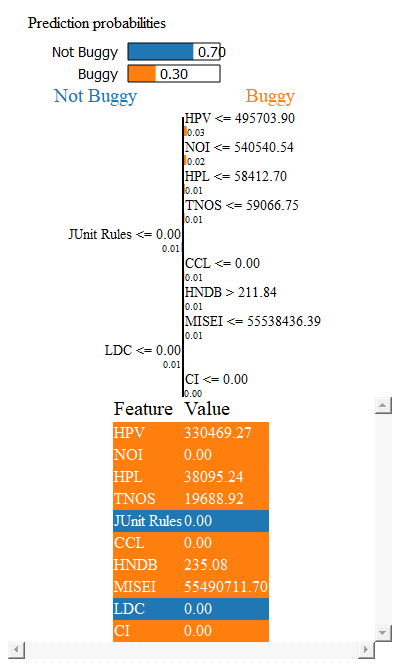 Prediction probabilities
Not Buggy 0.70
Buggy 0.30
Not Buggy Buggy
HPV <= 495703.90
0.03
NOI <= 540540.54
0.02
HPL <= 58412.70
0.01
TNOS <= 59066.75
0.01
JUnit Rules <= 0.00
0.01
CCL <= 0.00
0.01
HNDB > 211.84
0.01
MISEI <= 55538436.39
0.01
LDC <= 0.00
0.01
CI <= 0.00
0.00
Feature Value
HPV 330469.27
NOI 0.00
HPL 38095.24
TNOS 19688.92
JUnit Rules 0.00
CCL 0.00
HNDB 235.08
MISEI 55490711.70
LDC 0.00
CI 0.00